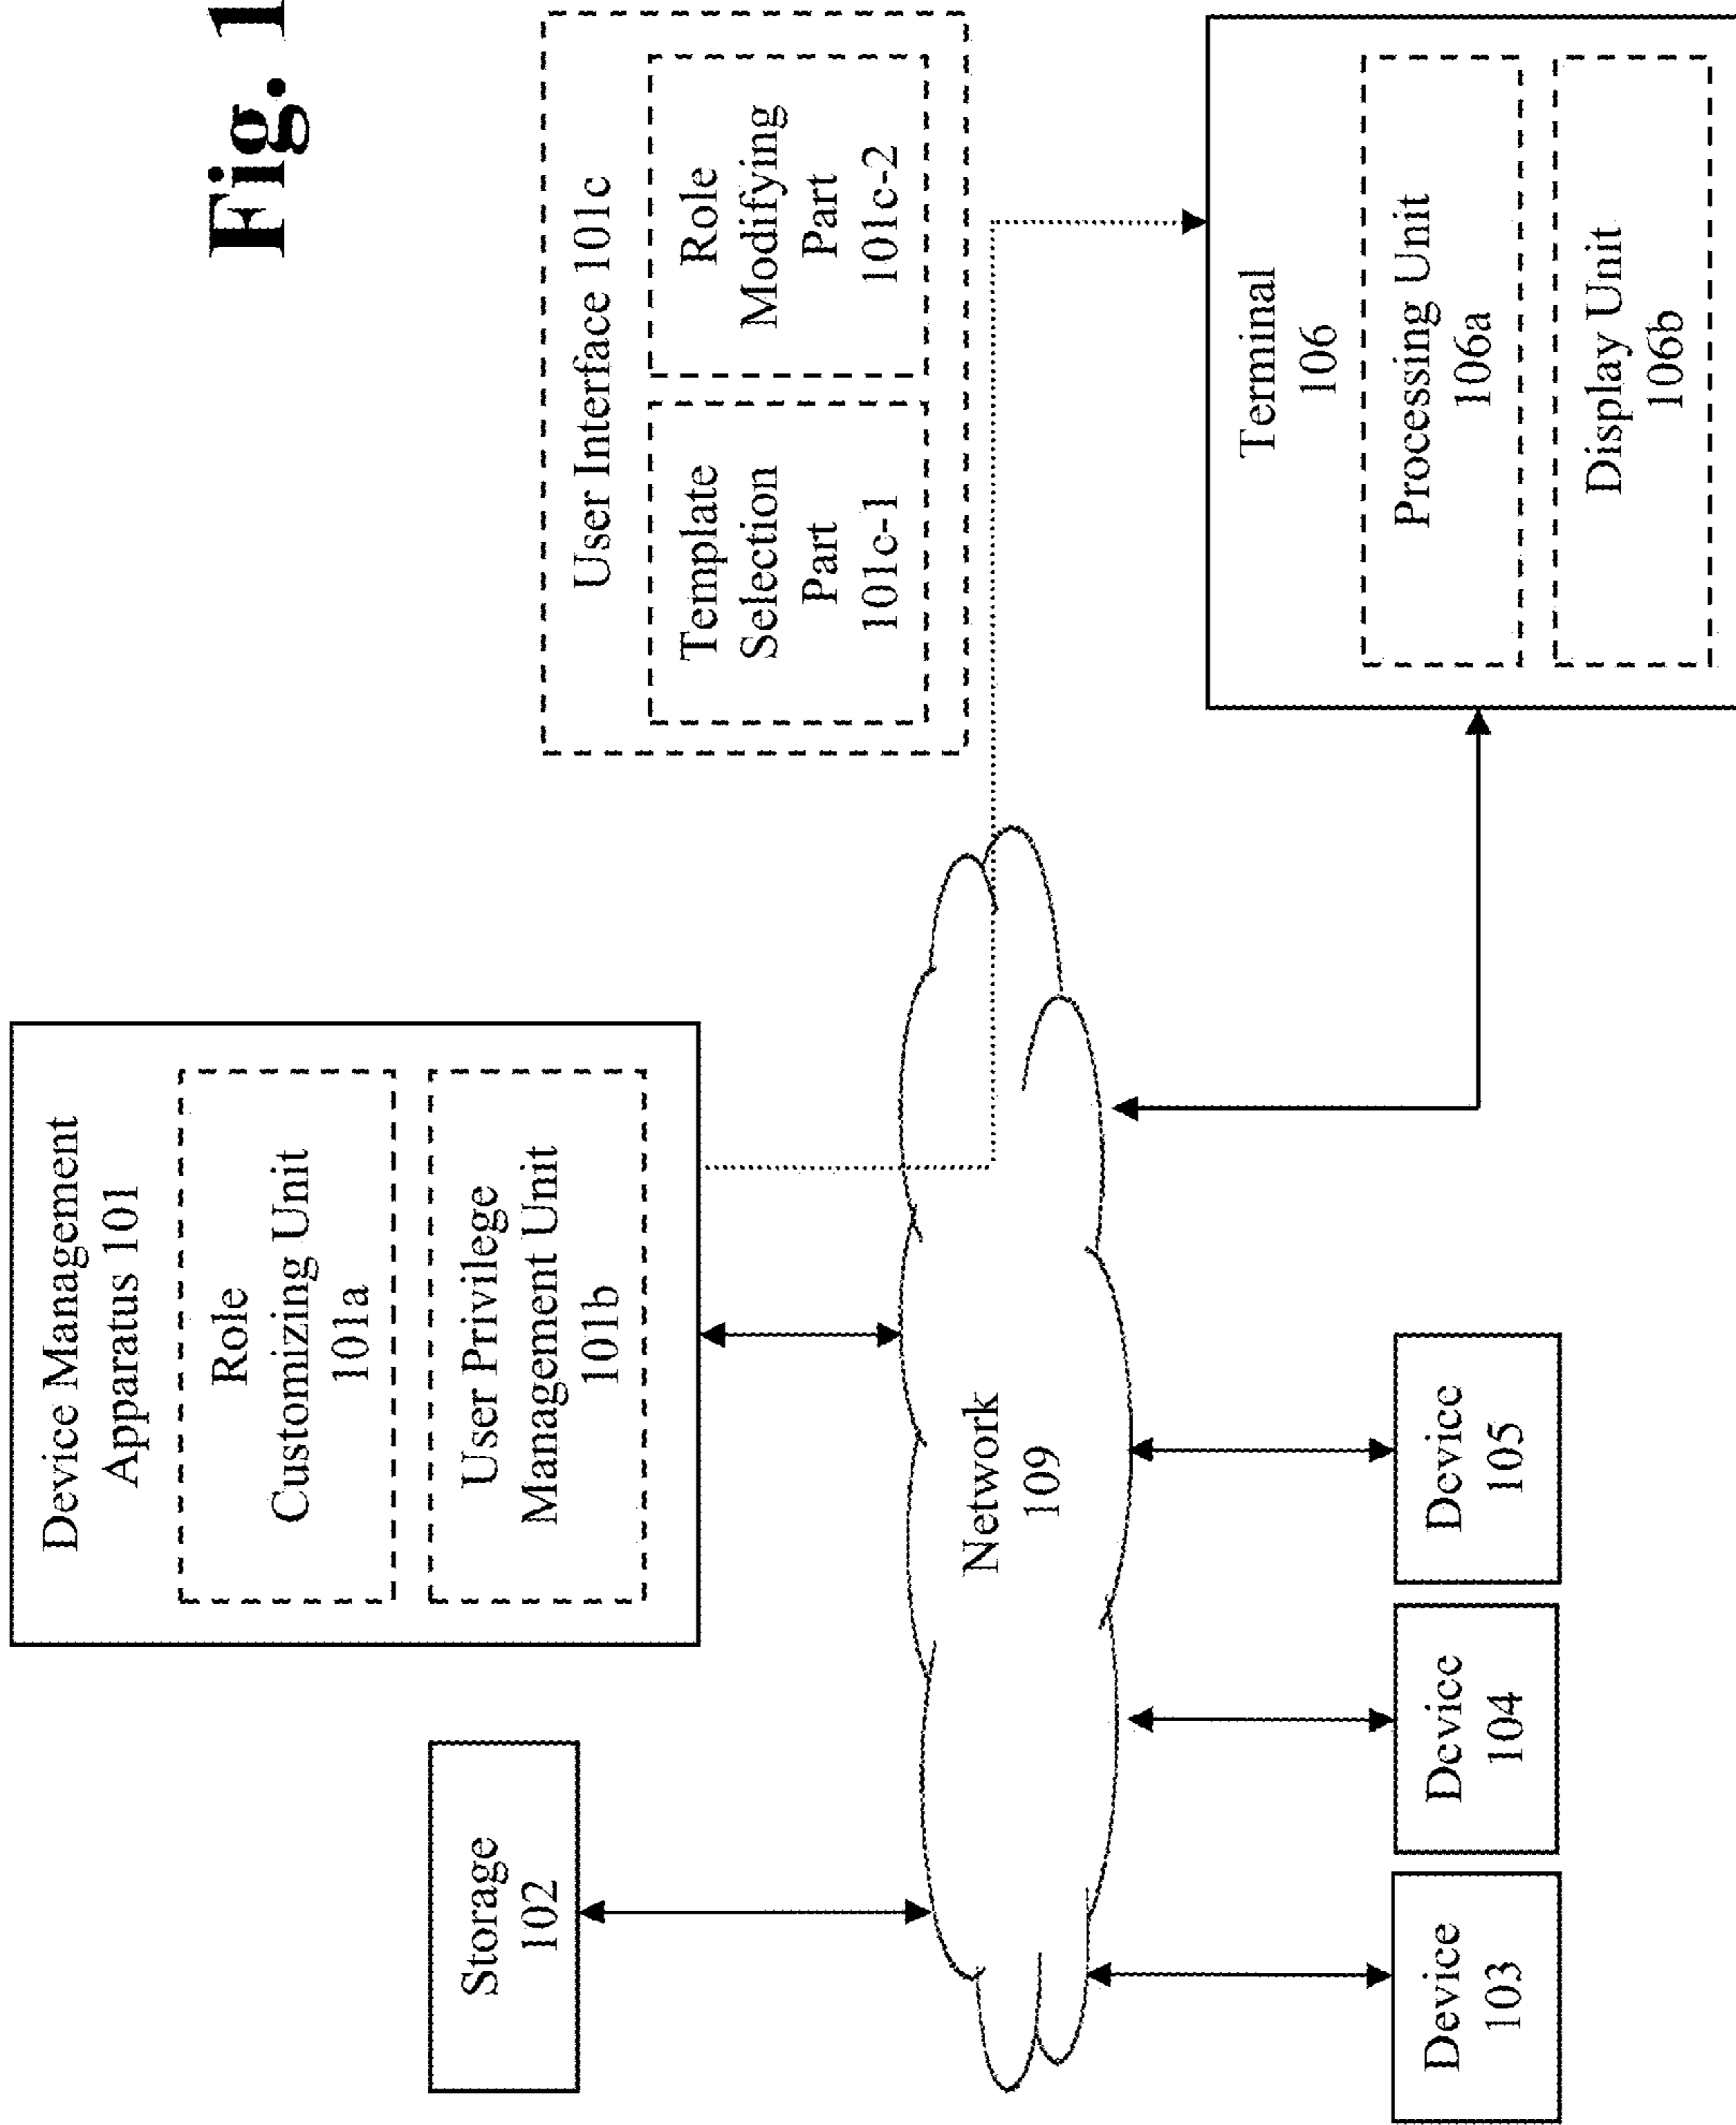 Fig. 1
Device Management
Apparatus 101
Role
Customizing Unit
101a
User Privilege
Management Unit
101b
User Interface 101c
Template
Selection
Part
101c-1
Role
Modifying
Part
101c-2
Storage
102
Network
109
Terminal
106
Processing Unit
106a
Display Unit
106b
Device
103
Device
104
Device
105